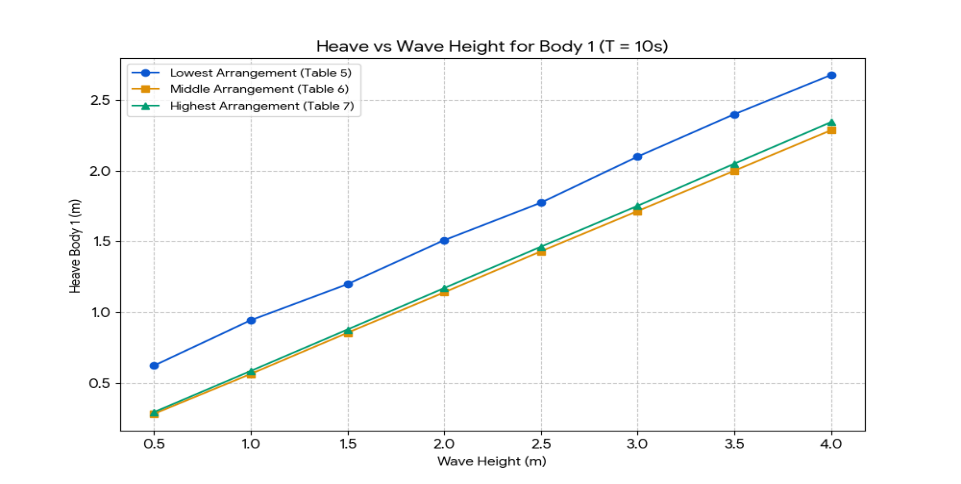 Heave vs Wave Height for Body 1 (T = 10s)
Lowest Arrangement (Table 5)
Middle Arrangement (Table 6)
Highest Arrangement (Table 7)
Heave Body 1 (m)
2.5
2.0
1.5
1.0
0.5
0.5 1.0 1.5 2.0 2.5 3.0 3.5 4.0
Wave Height (m)